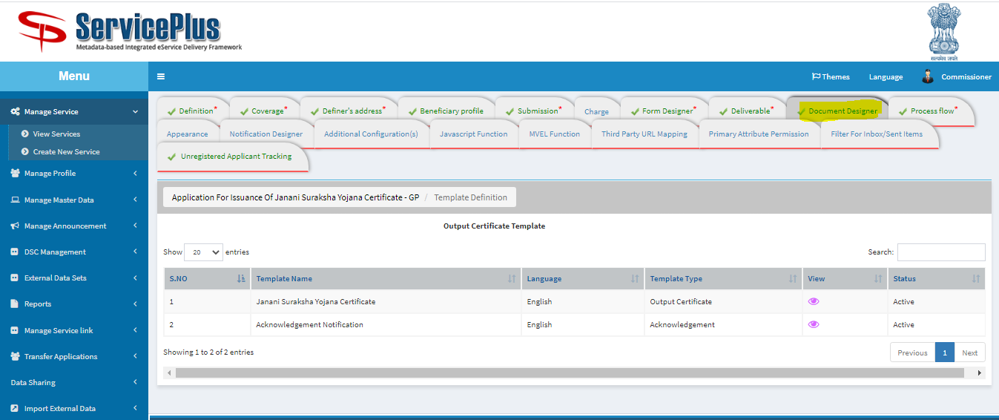 ServicePlus
Metadata-based Integrated eService Delivery Framework
सत्यमेव जयते
Menu
Themes Language Commissioner
Manage Service
View Services
Create New Service
Manage Profile
Manage Master Data
Manage Announcement
DSC Management
External Data Sets
Reports
Manage Service link
Transfer Applications
Data Sharing
Import External Data
Definition* Coverage* Definer's address* Beneficiary profile Submission* Charge Form Designer* Deliverable* Document Designer Process flow*
Appearance Notification Designer Additional Configuration(s) Javascript Function MVEL Function Third Party URL Mapping Primary Attribute Permission Filter For Inbox/Sent Items
Unregistered Applicant Tracking
Application For Issuance Of Janani Suraksha Yojana Certificate - GP / Template Definition
Output Certificate Template
Show 20 entries Search:
S.NO Template Name Language Template Type View Status
1 Janani Suraksha Yojana Certificate English Output Certificate Active
2 Acknowledgement Notification English Acknowledgement Active
Showing 1 to 2 of 2 entries Previous 1 Next